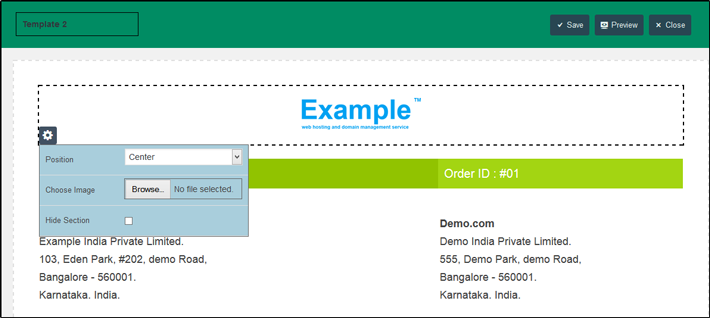 Template 2
✔ Save
Preview
✕ Close
Example™
web hosting and domain management service
Position
Center
Choose Image
Browse...
No file selected.
Hide Section
Order ID : #01
Example India Private Limited.
103, Eden Park, #202, demo Road,
Bangalore - 560001.
Karnataka. India.
Demo.com
Demo India Private Limited.
555, Demo Park, demo Road,
Bangalore - 560001.
Karnataka. India.